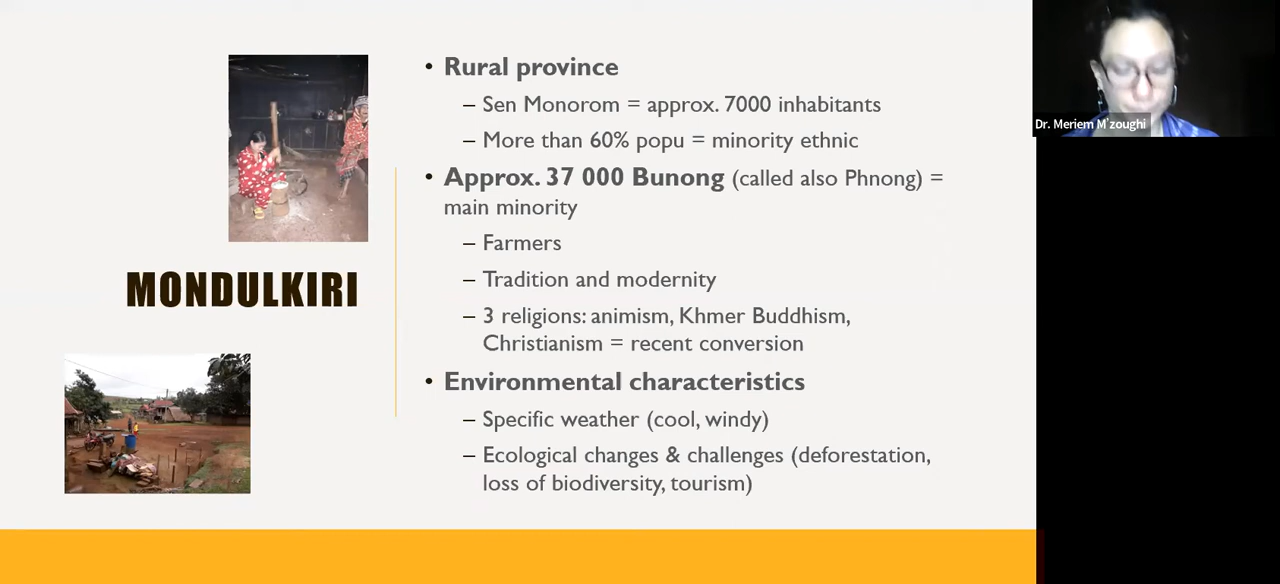 MONDULKIRI
• Rural province
– Sen Monorom = approx. 7000 inhabitants
– More than 60% popu = minority ethnic
• Approx. 37 000 Bunong (called also Phnong) =
main minority
– Farmers
– Tradition and modernity
– 3 religions: animism, Khmer Buddhism,
Christianism = recent conversion
• Environmental characteristics
– Specific weather (cool, windy)
– Ecological changes & challenges (deforestation,
loss of biodiversity, tourism)
Dr. Meriem M'zoughi